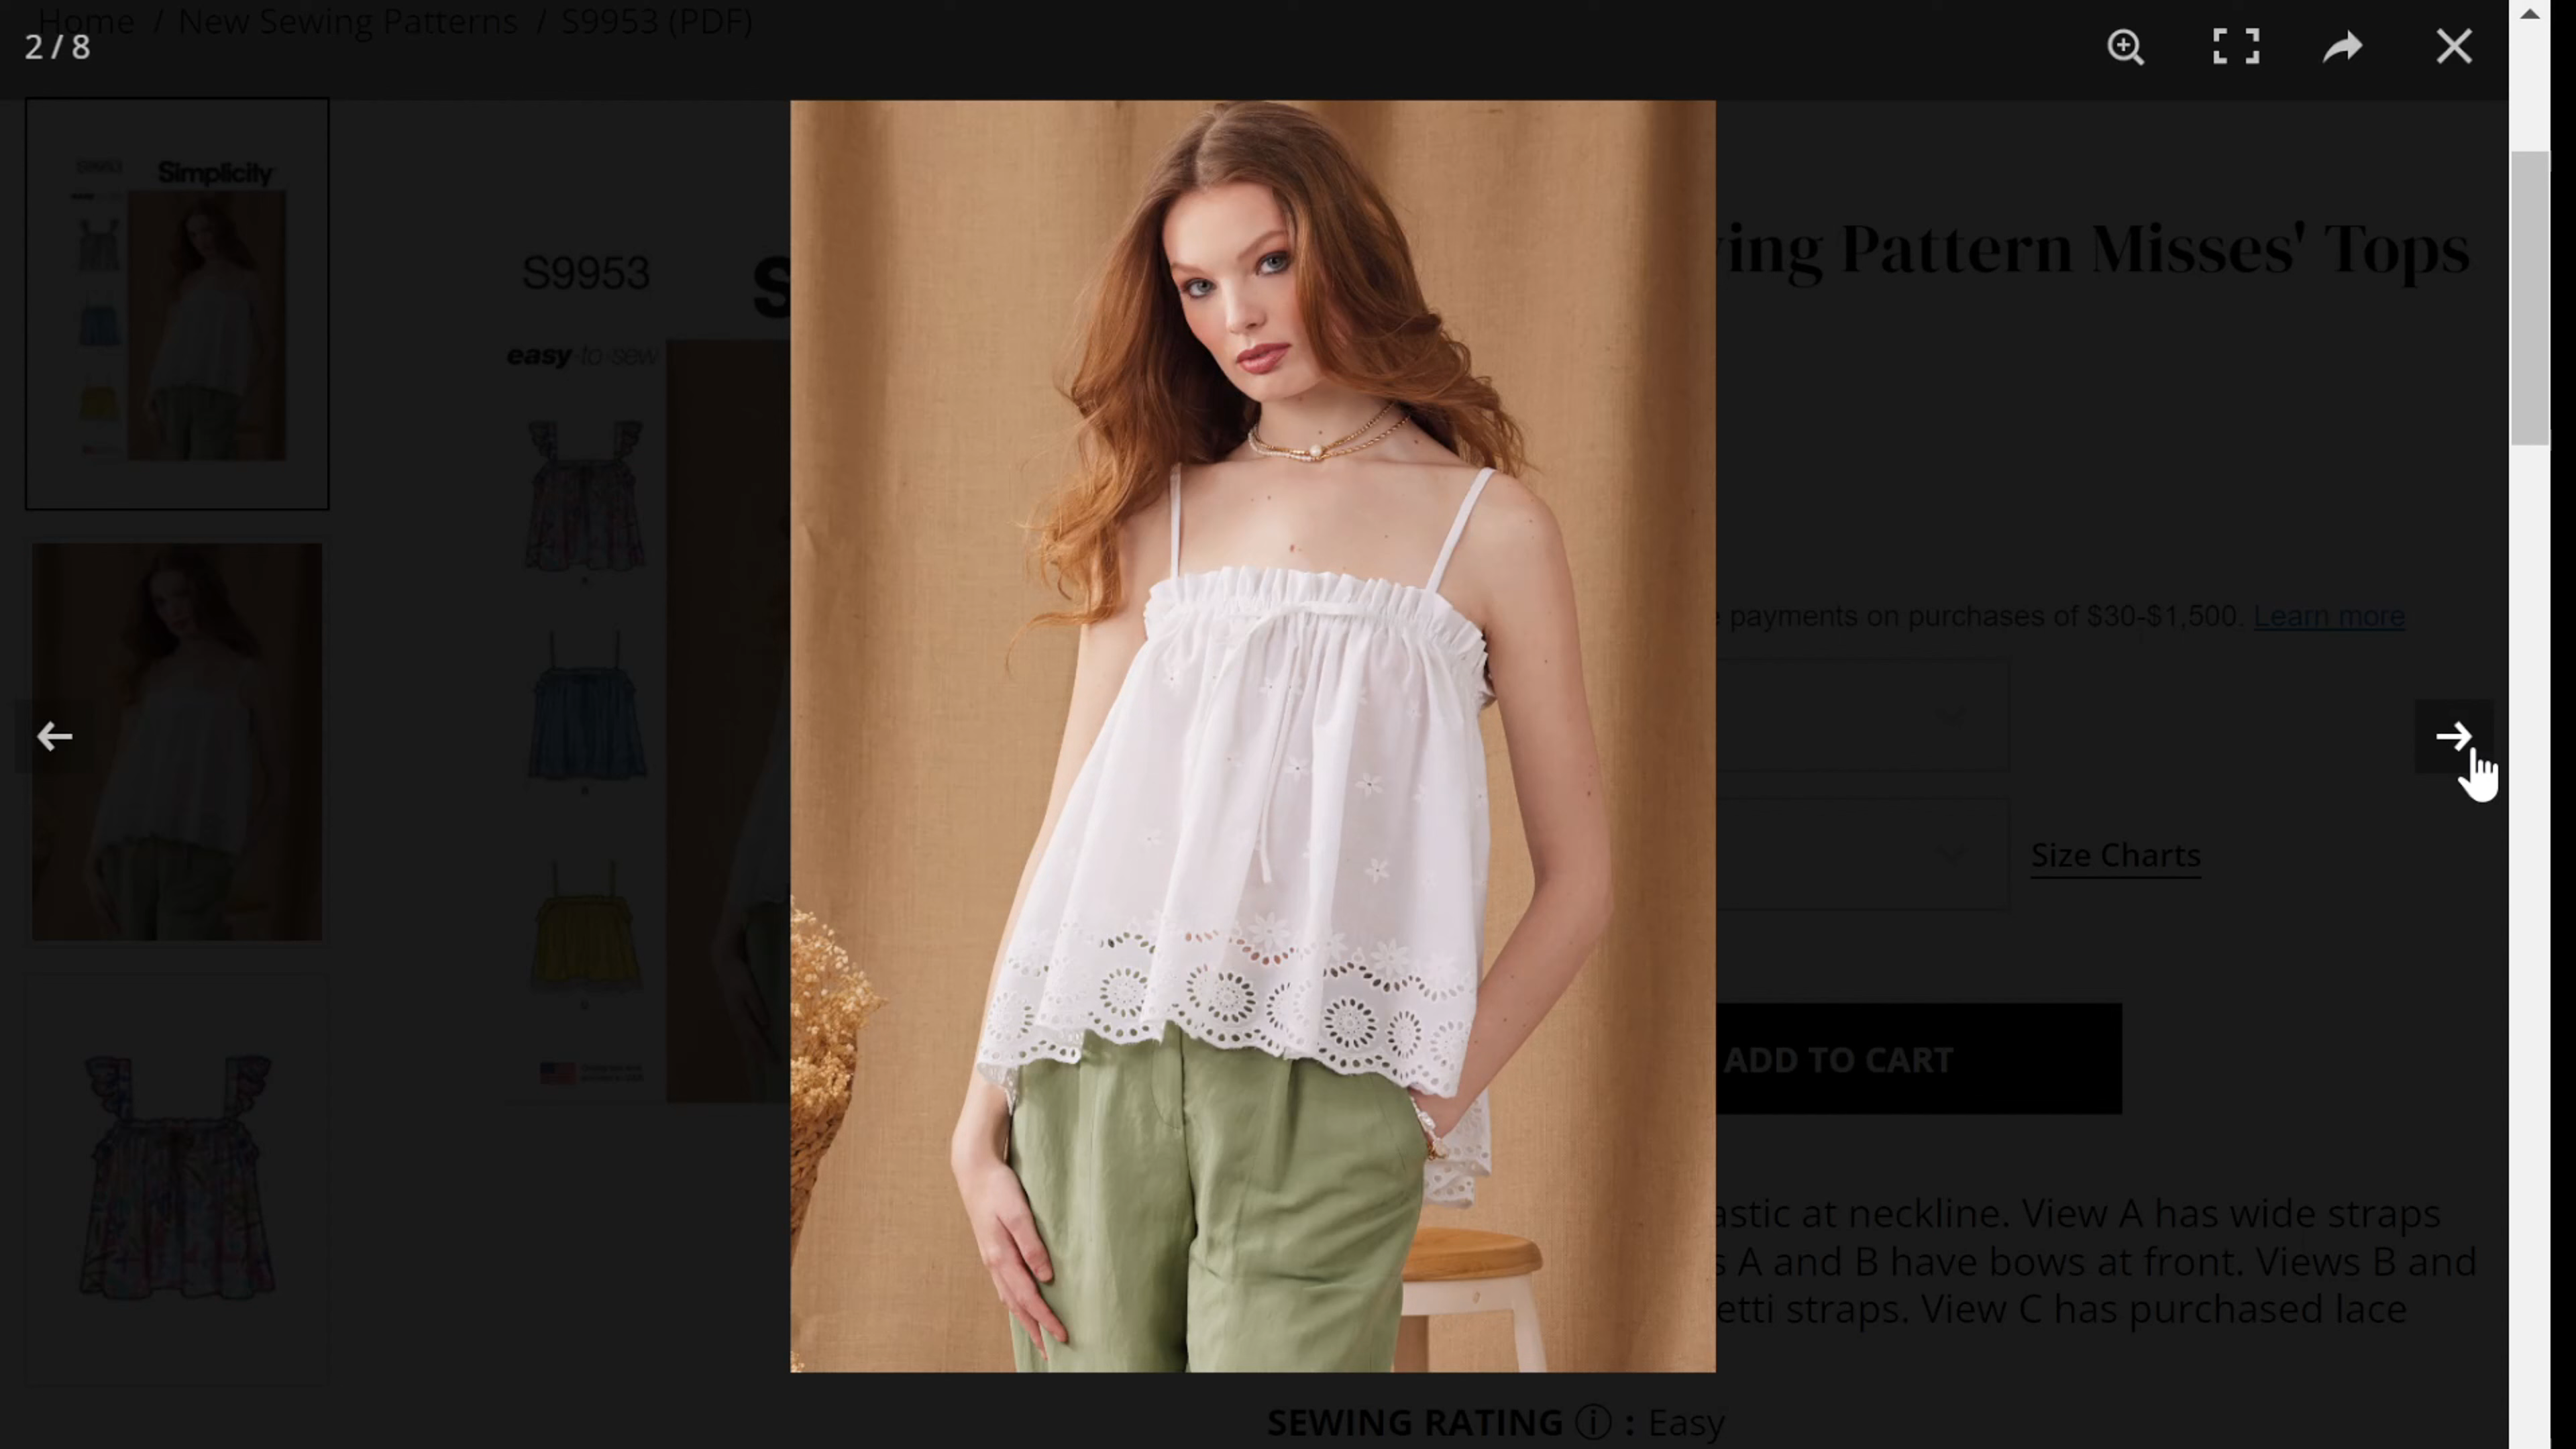 Home / New Sewing Patterns / S9953 (PDF)
2 / 8
S9953
Simplicity
S9953
S
easy-to-sew
ing Pattern Misses' Tops
payments on purchases of $30-$1,500. Learn more
Size Charts
ADD TO CART
astic at neckline. View A has wide straps
s A and B have bows at front. Views B and
etti straps. View C has purchased lace
SEWING RATING ⓘ : Easy